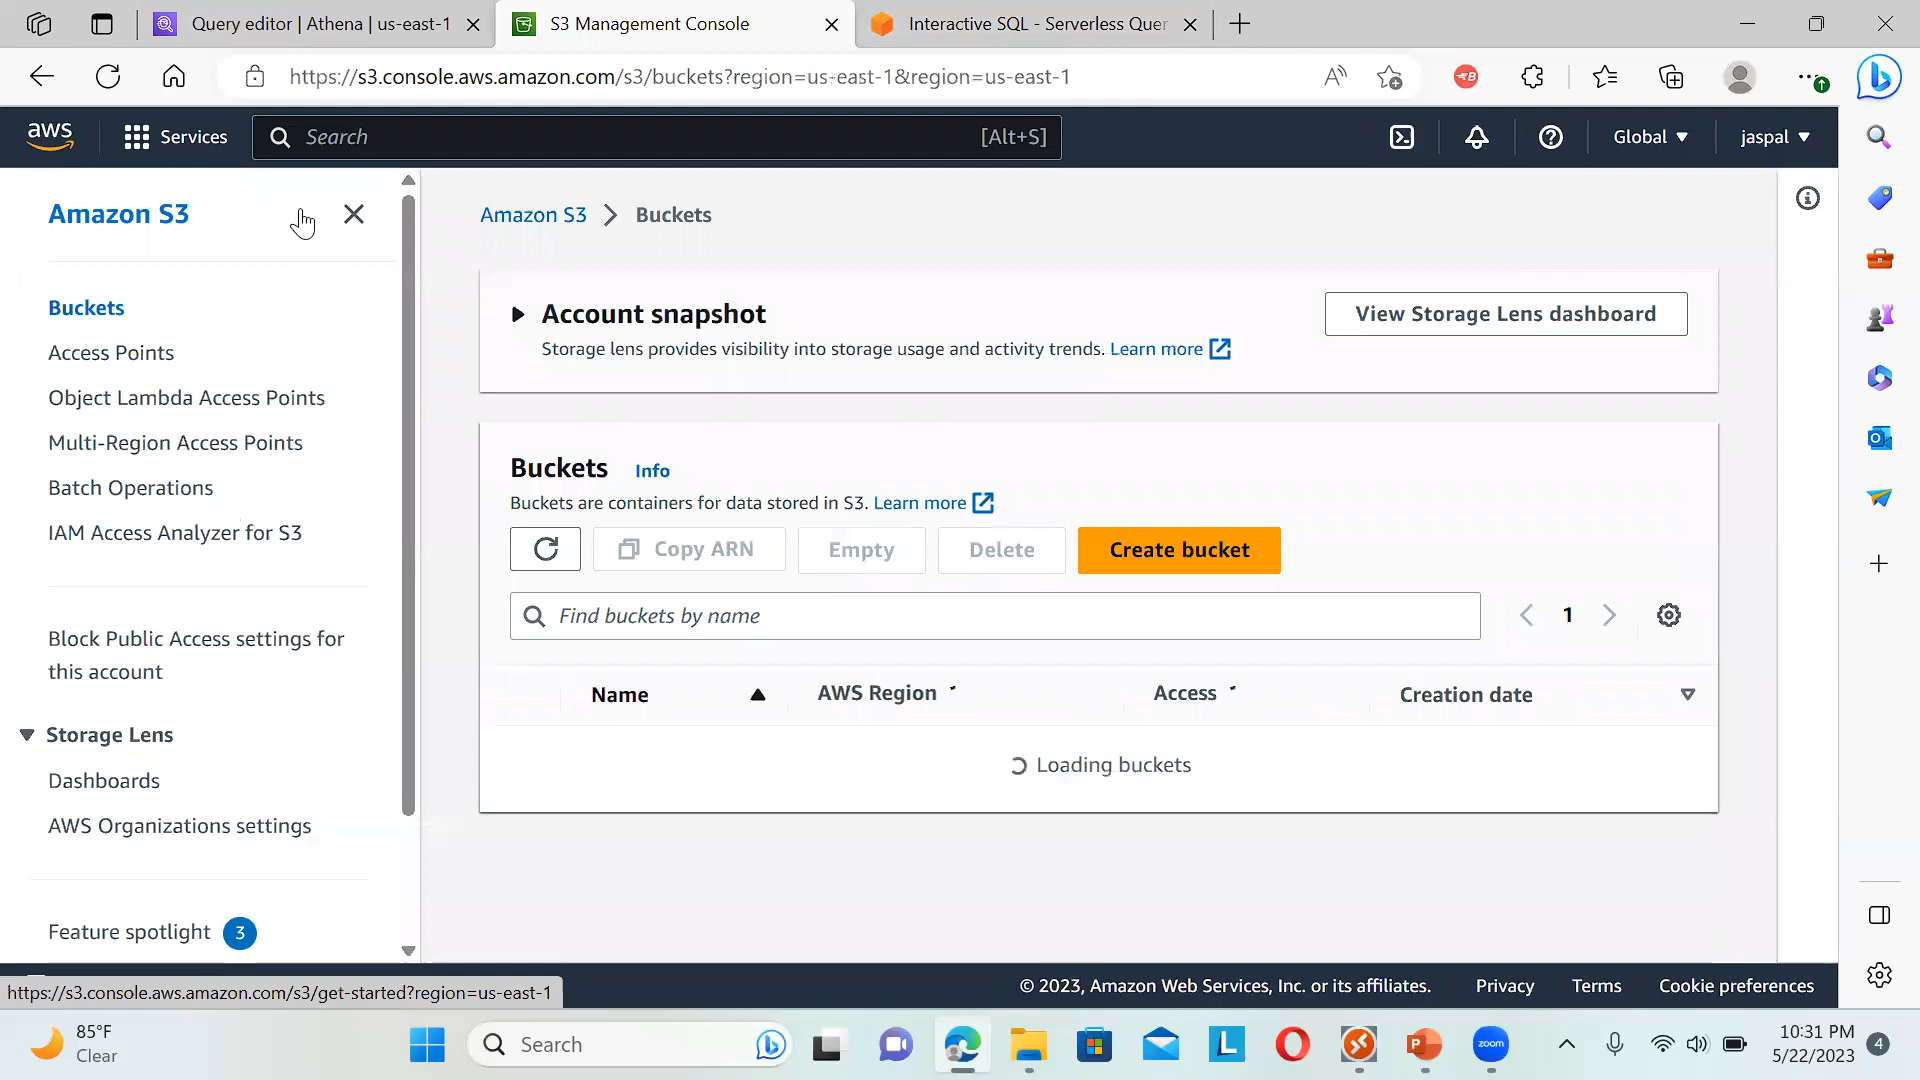 Query editor | Athena | us-east-1
S3 Management Console
Interactive SQL - Serverless Quer
https://s3.console.aws.amazon.com/s3/buckets?region=us-east-1&region=us-east-1
aws
Services
Search
[Alt+S]
Global
jaspal
Amazon S3
Buckets
Access Points
Object Lambda Access Points
Multi-Region Access Points
Batch Operations
IAM Access Analyzer for S3
Block Public Access settings for
this account
Storage Lens
Dashboards
AWS Organizations settings
Feature spotlight 3
Amazon S3 > Buckets
Account snapshot
Storage lens provides visibility into storage usage and activity trends. Learn more
View Storage Lens dashboard
Buckets Info
Buckets are containers for data stored in S3. Learn more
Copy ARN
Empty
Delete
Create bucket
Find buckets by name
1
Name
AWS Region
Access
Creation date
Loading buckets
https://s3.console.aws.amazon.com/s3/get-started?region=us-east-1
© 2023, Amazon Web Services, Inc. or its affiliates.
Privacy
Terms
Cookie preferences
85°F
Clear
Search
L
P
zoom
10:31 PM
5/22/2023
4